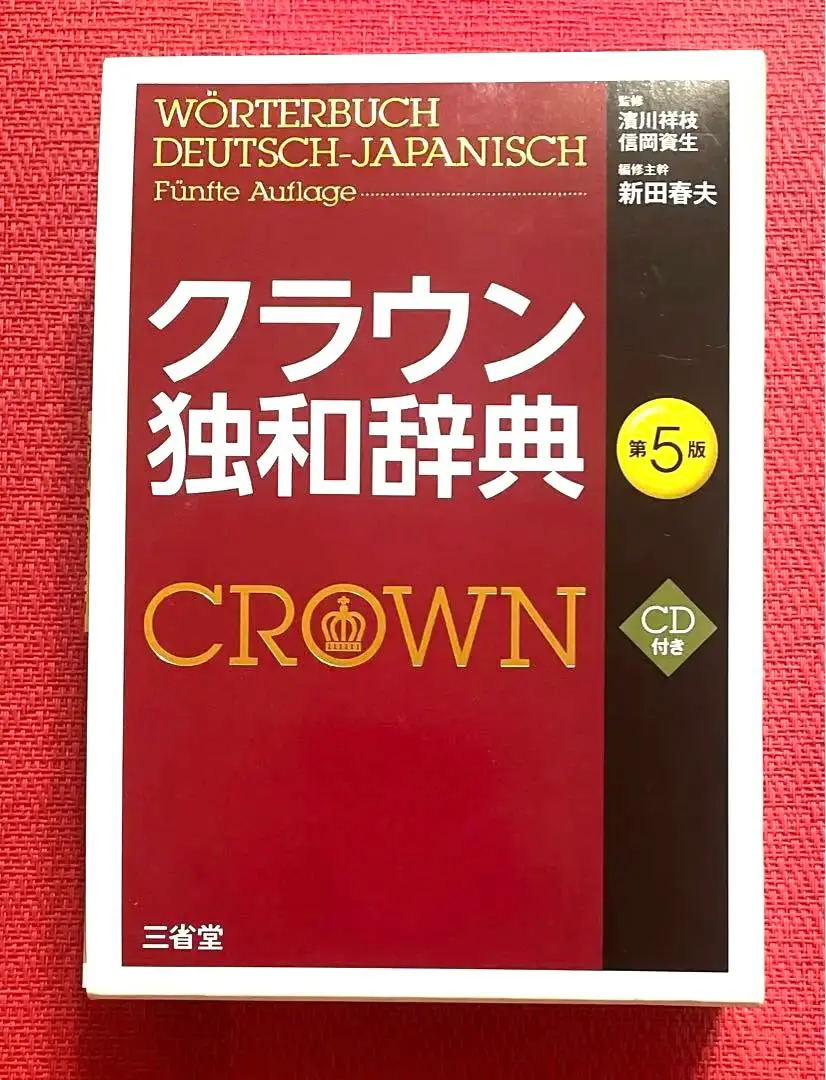 WÖRTERBUCH
DEUTSCH-JAPANISCH
Fünfte Auflage
監修
濱川祥枝
信岡資生
編修主幹
新田春夫
クラウン
独和辞典
第5版
CROWN
CD
付き
三省堂